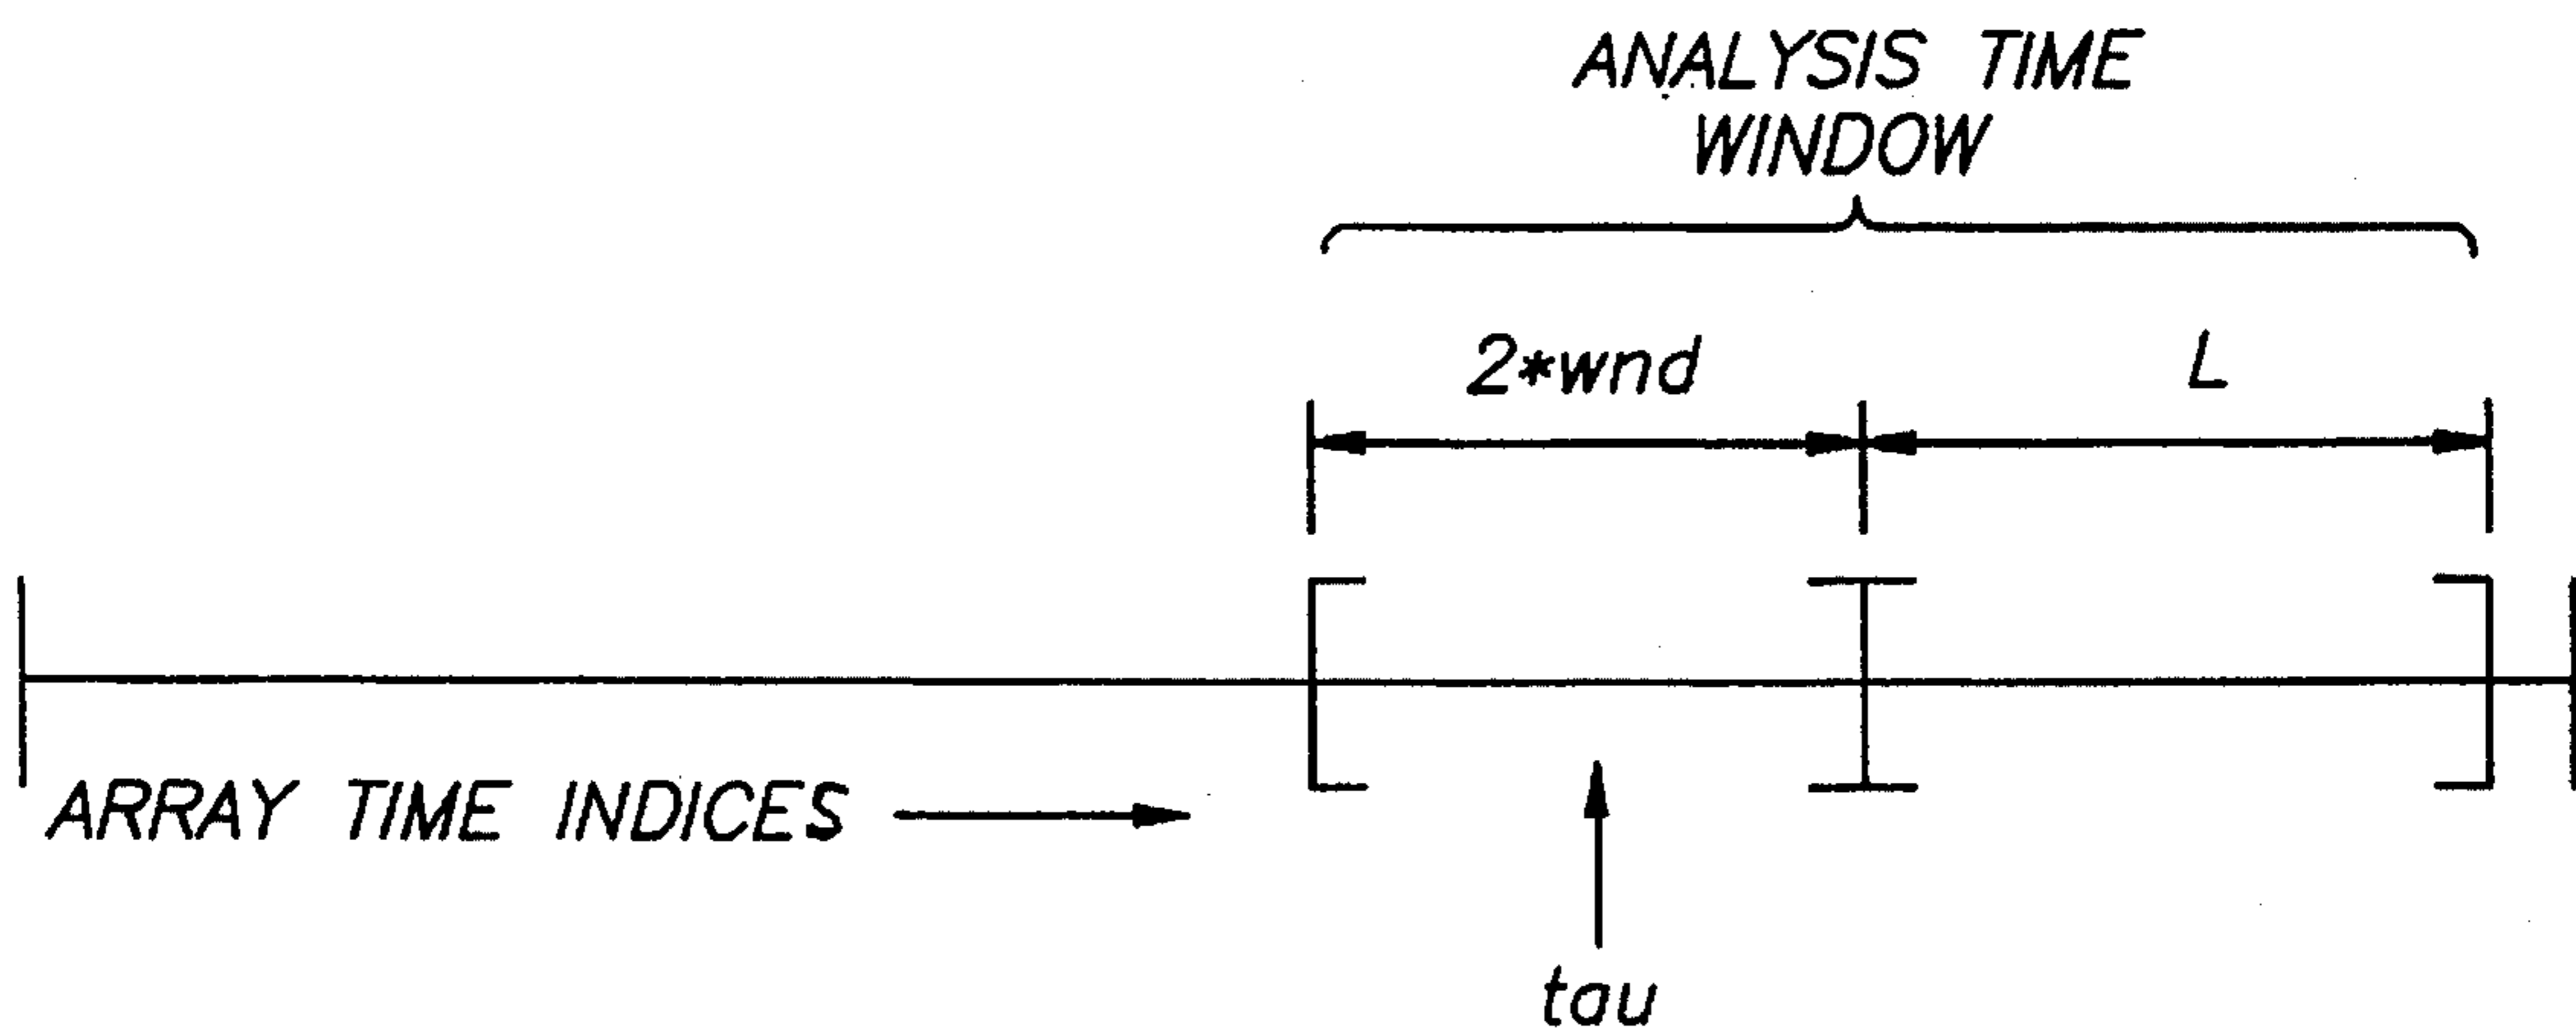 ANALYSIS TIME
WINDOW
2*wnd
L
ARRAY TIME INDICES
tau